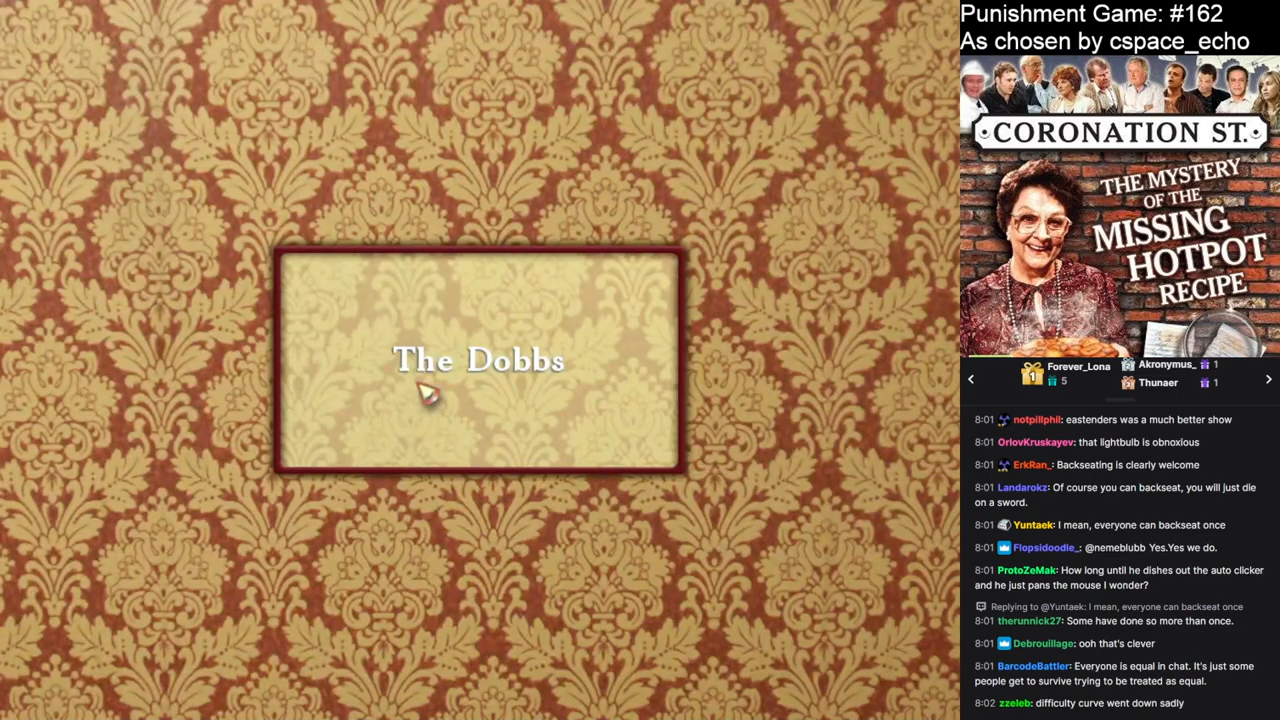 The Dobbs
Punishment Game: #162
As chosen by cspace_echo
CORONATION ST.
THE MYSTERY
OF THE
MISSING
HOTPOT
RECIPE
1
Forever_Lona
5
Akronymus_ 1
Thunaer 1
8:01 notpillphil: eastenders was a much better show
8:01 OrlovKruskayev: that lightbulb is obnoxious
8:01 ErkRan_: Backseating is clearly welcome
8:01 Landarokz: Of course you can backseat, you will just die
on a sword.
8:01 Yuntaek: I mean, everyone can backseat once
8:01 Flopsidoodle_: @nemeblubb Yes.Yes we do.
8:01 ProtoZeMak: How long until he dishes out the auto clicker
and he just pans the mouse I wonder?
Replying to @Yuntaek: I mean, everyone can backseat once
8:01 therunnick27: Some have done so more than once.
8:01 Debrouillage: ooh that's clever
8:01 BarcodeBattler: Everyone is equal in chat. It's just some
people get to survive trying to be treated as equal.
8:02 zzeleb: difficulty curve went down sadly